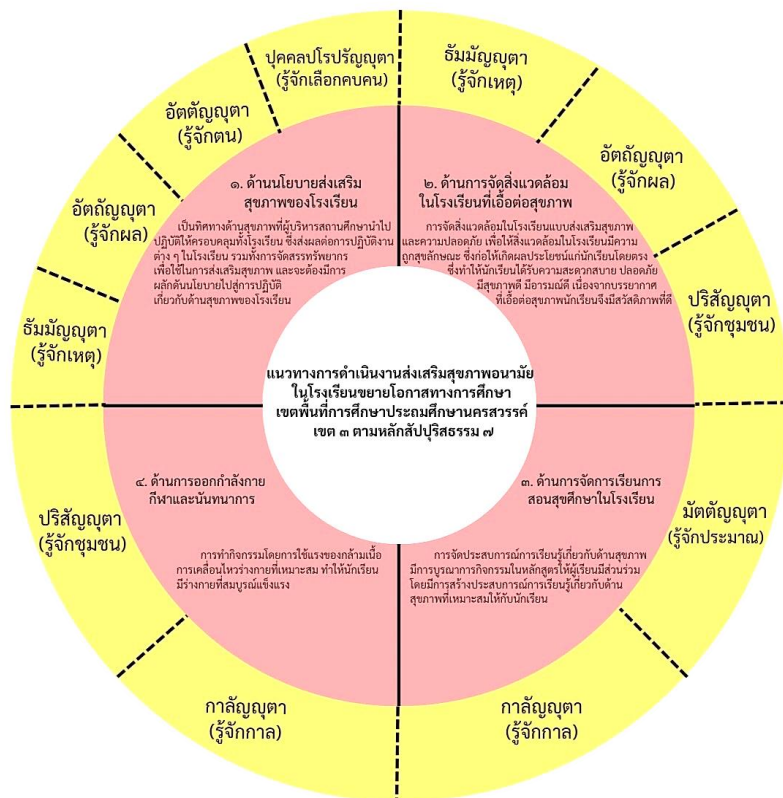 ปุคคลปโรปรัญญุตา
(รู้จักเลือกคบคน)
ธัมมัญญุตา
(รู้จักเหตุ)
อัตถัญญุตา
(รู้จักผล)
ปริสัญญุตา
(รู้จักชุมชน)
มัตตัญญุตา
(รู้จักประมาณ)
กาลัญญุตา
(รู้จักกาล)
กาลัญญุตา
(รู้จักกาล)
ปริสัญญุตา
(รู้จักชุมชน)
ธัมมัญญุตา
(รู้จักเหตุ)
อัตถัญญุตา
(รู้จักผล)
อัตตัญญุตา
(รู้จักตน)
๑. ด้านนโยบายส่งเสริม
สุขภาพของโรงเรียน
เป็นทิศทางด้านสุขภาพที่ผู้บริหารสถานศึกษานำไป
ปฏิบัติให้ครอบคลุมทั้งโรงเรียน ซึ่งส่งผลต่อการปฏิบัติงาน
ต่าง ๆ ในโรงเรียน รวมทั้งการจัดสรรทรัพยากร
เพื่อใช้ในการส่งเสริมสุขภาพ และจะต้องมีการ
ผลักดันนโยบายไปสู่การปฏิบัติ
เกี่ยวกับด้านสุขภาพของโรงเรียน
๒. ด้านการจัดสิ่งแวดล้อม
ในโรงเรียนที่เอื้อต่อสุขภาพ
การจัดสิ่งแวดล้อมในโรงเรียนแบบส่งเสริมสุขภาพ
และความปลอดภัย เพื่อให้สิ่งแวดล้อมในโรงเรียนมีความ
ถูกสุขลักษณะ ซึ่งก่อให้เกิดผลประโยชน์แก่นักเรียนโดยตรง
ซึ่งทำให้นักเรียนได้รับความสะดวกสบาย ปลอดภัย
มีสุขภาพดี มีอารมณ์ดี เนื่องจากบรรยากาศ
ที่เอื้อต่อสุขภาพนักเรียนจึงมีสวัสดิภาพที่ดี
แนวทางการดำเนินงานส่งเสริมสุขภาพอนามัย
ในโรงเรียนขยายโอกาสทางการศึกษา
เขตพื้นที่การศึกษาประถมศึกษานครสวรรค์
เขต ๓ ตามหลักสัปปุริสธรรม ๗
๓. ด้านการจัดการเรียนการ
สอนสุขศึกษาในโรงเรียน
การจัดประสบการณ์การเรียนรู้เกี่ยวกับด้านสุขภาพ
มีการบูรณาการกิจกรรมในหลักสูตรให้ผู้เรียนมีส่วนร่วม
โดยมีการสร้างประสบการณ์การเรียนรู้เกี่ยวกับด้าน
สุขภาพที่เหมาะสมให้กับนักเรียน
๔. ด้านการออกกำลังกาย
กีฬาและนันทนาการ
การทำกิจกรรมโดยการใช้แรงของกล้ามเนื้อ
การเคลื่อนไหวร่างกายที่เหมาะสม ทำให้นักเรียน
มีร่างกายที่สมบูรณ์แข็งแรง